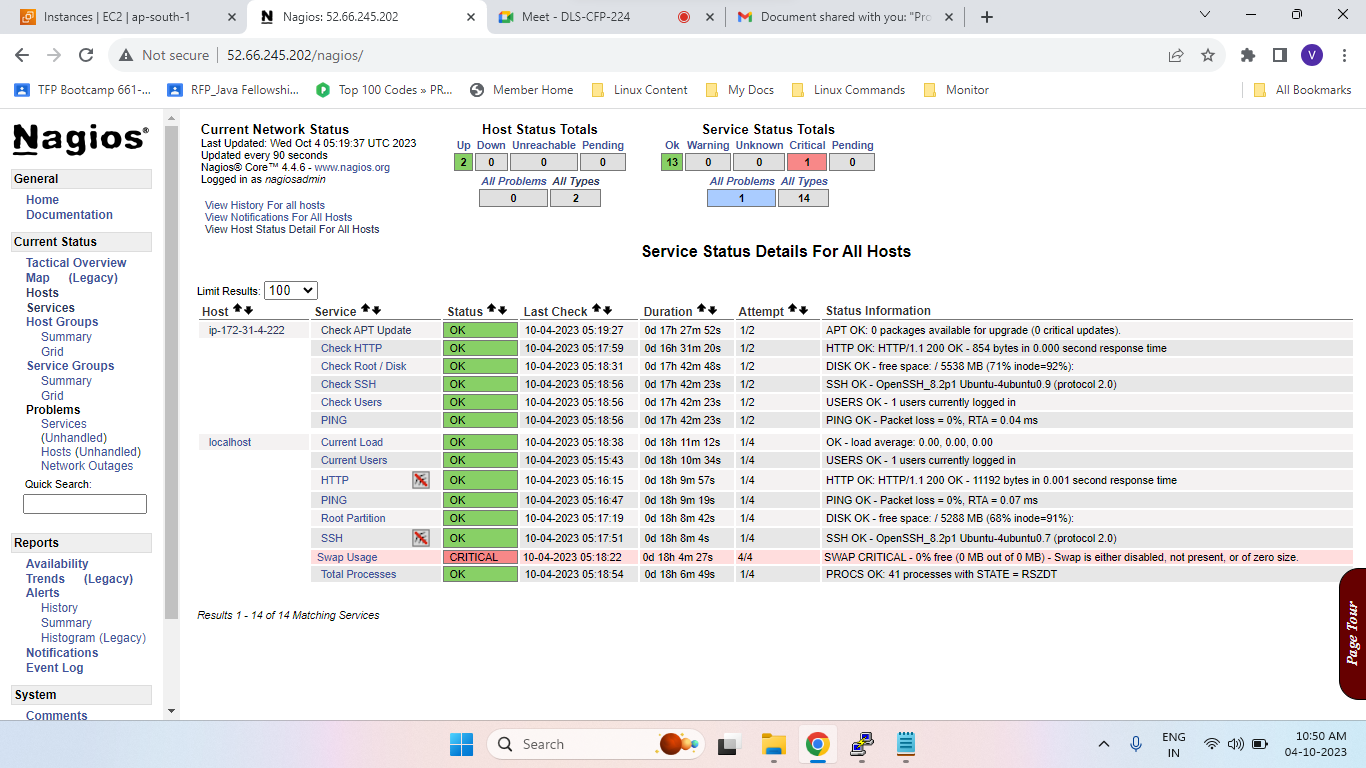 Instances | EC2 | ap-south-1
Nagios: 52.66.245.202
Meet - DLS-CFP-224
Document shared with you: "Pro
Not secure
52.66.245.202/nagios/
V
TFP Bootcamp 661-...
RFP_Java Fellowshi...
Top 100 Codes » PR...
Member Home
Linux Content
My Docs
Linux Commands
Monitor
All Bookmarks
Nagios®
General
Home
Documentation
Current Status
Tactical Overview
Map (Legacy)
Hosts
Services
Host Groups
Summary
Grid
Service Groups
Summary
Grid
Problems
Services
(Unhandled)
Hosts (Unhandled)
Network Outages
Quick Search:
Reports
Availability
Trends (Legacy)
Alerts
History
Summary
Histogram (Legacy)
Notifications
Event Log
System
Comments
Current Network Status
Last Updated: Wed Oct 4 05:19:37 UTC 2023
Updated every 90 seconds
Nagios® Core™ 4.4.6 - www.nagios.org
Logged in as nagiosadmin
View History For all hosts
View Notifications For All Hosts
View Host Status Detail For All Hosts
Host Status Totals
Up Down Unreachable Pending
2 0 0 0
All Problems All Types
0 2
Service Status Totals
Ok Warning Unknown Critical Pending
13 0 0 1 0
All Problems All Types
1 14
Service Status Details For All Hosts
Limit Results: 100
Host Service Status Last Check Duration Attempt Status Information
ip-172-31-4-222 Check APT Update OK 10-04-2023 05:19:27 0d 17h 27m 52s 1/2 APT OK: 0 packages available for upgrade (0 critical updates).
Check HTTP OK 10-04-2023 05:17:59 0d 16h 31m 20s 1/2 HTTP OK: HTTP/1.1 200 OK - 854 bytes in 0.000 second response time
Check Root / Disk OK 10-04-2023 05:18:31 0d 17h 42m 48s 1/2 DISK OK - free space: / 5538 MB (71% inode=92%):
Check SSH OK 10-04-2023 05:18:56 0d 17h 42m 23s 1/2 SSH OK - OpenSSH_8.2p1 Ubuntu-4ubuntu0.9 (protocol 2.0)
Check Users OK 10-04-2023 05:18:56 0d 17h 42m 23s 1/2 USERS OK - 1 users currently logged in
PING OK 10-04-2023 05:18:56 0d 17h 42m 23s 1/2 PING OK - Packet loss = 0%, RTA = 0.04 ms
localhost Current Load OK 10-04-2023 05:18:38 0d 18h 11m 12s 1/4 OK - load average: 0.00, 0.00, 0.00
Current Users OK 10-04-2023 05:15:43 0d 18h 10m 34s 1/4 USERS OK - 1 users currently logged in
HTTP OK 10-04-2023 05:16:15 0d 18h 9m 57s 1/4 HTTP OK: HTTP/1.1 200 OK - 11192 bytes in 0.001 second response time
PING OK 10-04-2023 05:16:47 0d 18h 9m 19s 1/4 PING OK - Packet loss = 0%, RTA = 0.07 ms
Root Partition OK 10-04-2023 05:17:19 0d 18h 8m 42s 1/4 DISK OK - free space: / 5288 MB (68% inode=91%):
SSH OK 10-04-2023 05:17:51 0d 18h 8m 4s 1/4 SSH OK - OpenSSH_8.2p1 Ubuntu-4ubuntu0.7 (protocol 2.0)
Swap Usage CRITICAL 10-04-2023 05:18:22 0d 18h 4m 27s 4/4 SWAP CRITICAL - 0% free (0 MB out of 0 MB) - Swap is either disabled, not present, or of zero size.
Total Processes OK 10-04-2023 05:18:54 0d 18h 6m 49s 1/4 PROCS OK: 41 processes with STATE = RSZDT
Results 1 - 14 of 14 Matching Services
Page Tour
Search
ENG
IN
10:50 AM
04-10-2023